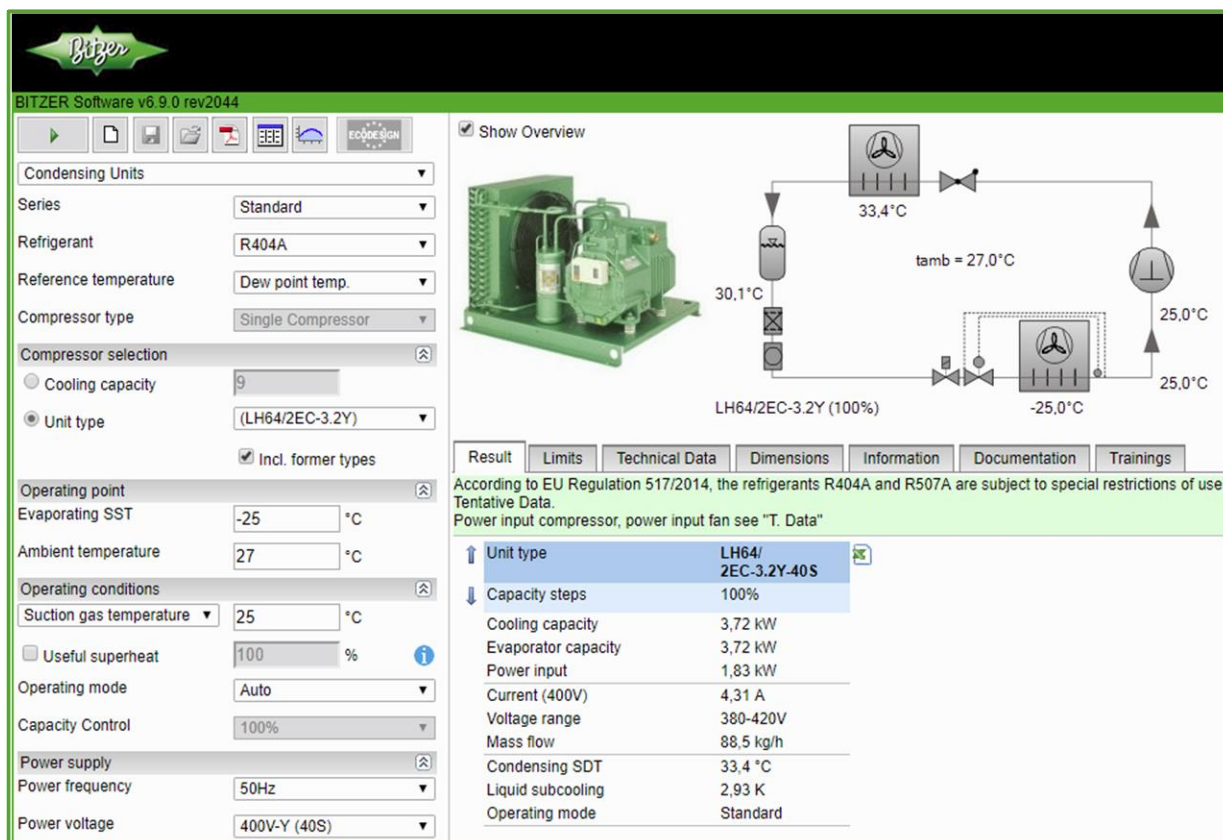 Bitzer
BITZER Software v6.9.0 rev2044
ECODESIGN
Condensing Units
Series Standard
Refrigerant R404A
Reference temperature Dew point temp.
Compressor type Single Compressor
Compressor selection
Cooling capacity 9
Unit type (LH64/2EC-3.2Y)
Incl. former types
Operating point
Evaporating SST -25 °C
Ambient temperature 27 °C
Operating conditions
Suction gas temperature 25 °C
Useful superheat 100 %
Operating mode Auto
Capacity Control 100%
Power supply
Power frequency 50Hz
Power voltage 400V-Y (40S)
Show Overview
33,4°C
tamb = 27,0°C
30,1°C
25,0°C
25,0°C
LH64/2EC-3.2Y (100%)
-25,0°C
Result Limits Technical Data Dimensions Information Documentation Trainings
According to EU Regulation 517/2014, the refrigerants R404A and R507A are subject to special restrictions of use
Tentative Data.
Power input compressor, power input fan see "T. Data"
Unit type LH64/
2EC-3.2Y-40S
Capacity steps 100%
Cooling capacity 3,72 kW
Evaporator capacity 3,72 kW
Power input 1,83 kW
Current (400V) 4,31 A
Voltage range 380-420V
Mass flow 88,5 kg/h
Condensing SDT 33,4 °C
Liquid subcooling 2,93 K
Operating mode Standard